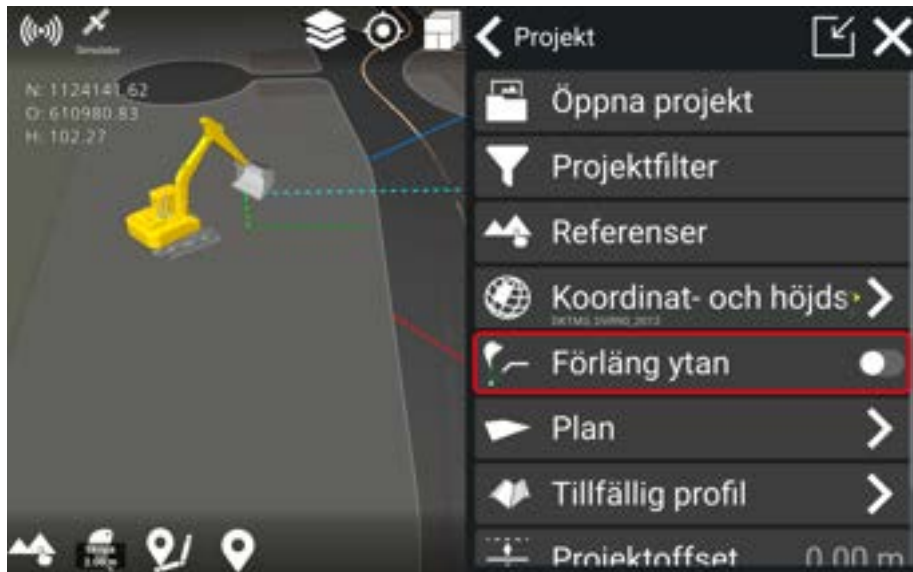 Simulator
N: 1124141.62
O: 610980.83
H: 102.27
Projekt
Öppna projekt
Projektfilter
Referenser
Koordinat- och höjds
Förläng ytan
Plan
Tillfällig profil
Projektoffset 0.00 m